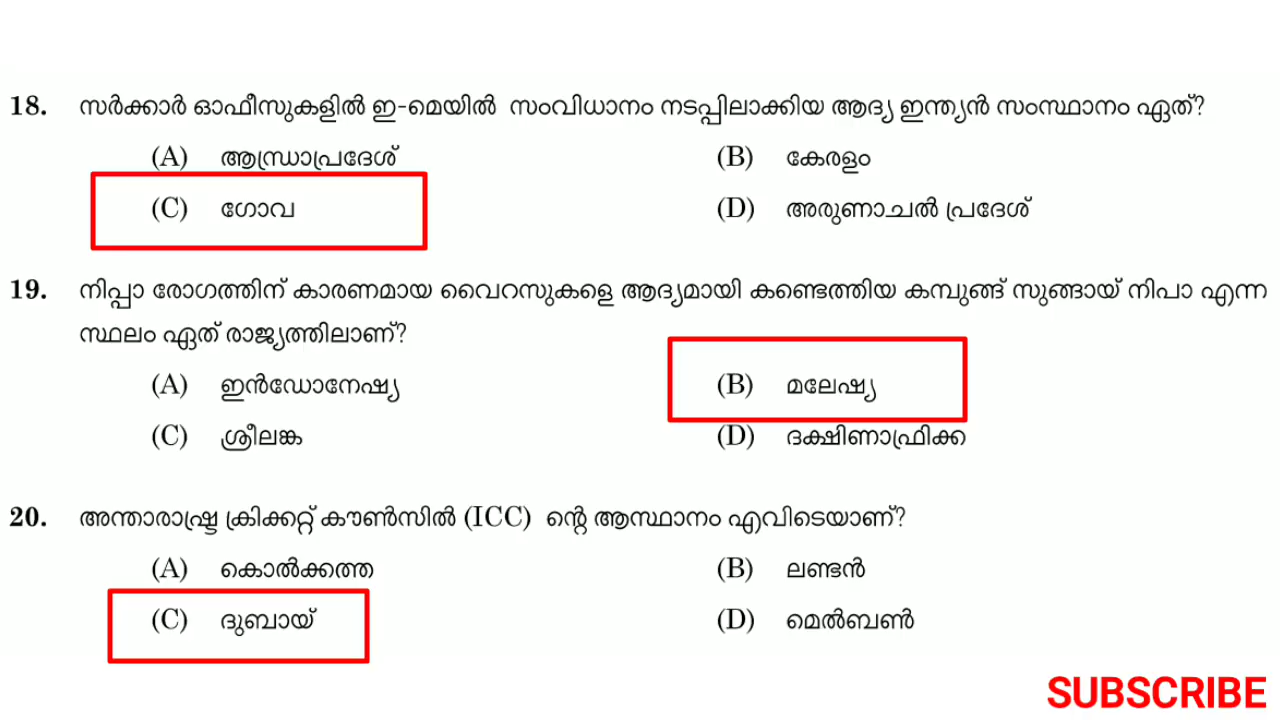 18. സർക്കാർ ഓഫീസുകളിൽ ഇ-മെയിൽ സംവിധാനം നടപ്പിലാക്കിയ ആദ്യ ഇന്ത്യൻ സംസ്ഥാനം ഏത്?
(A) ആന്ധ്രാപ്രദേശ് (B) കേരളം
(C) ഗോവ (D) അരുണാചൽ പ്രദേശ്
19. നിപ്പാ രോഗത്തിന് കാരണമായ വൈറസുകളെ ആദ്യമായി കണ്ടെത്തിയ കമ്പുങ്ങ് സുങ്ങായ് നിപാ എന്ന
സ്ഥലം ഏത് രാജ്യത്തിലാണ്?
(A) ഇൻഡോനേഷ്യ (B) മലേഷ്യ
(C) ശ്രീലങ്ക (D) ദക്ഷിണാഫ്രിക്ക
20. അന്താരാഷ്ട്ര ക്രിക്കറ്റ് കൗൺസിൽ (ICC) ന്റെ ആസ്ഥാനം എവിടെയാണ്?
(A) കൊൽക്കത്ത (B) ലണ്ടൻ
(C) ദുബായ് (D) മെൽബൺ
SUBSCRIBE